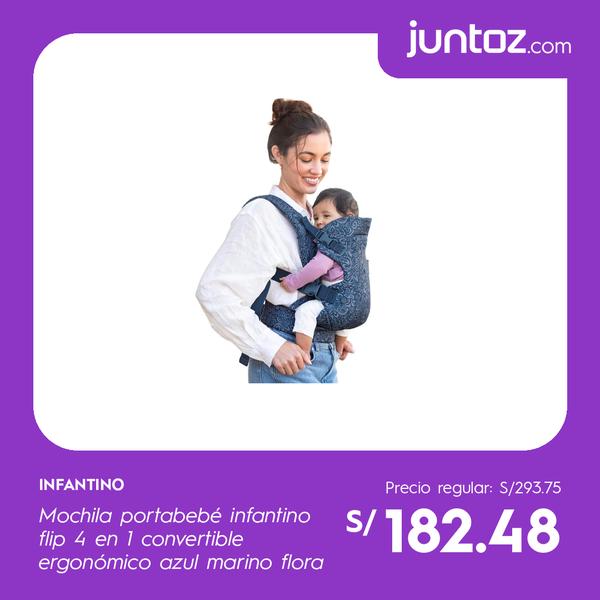 juntoz.com
INFANTINO
Mochila portabebé infantino
flip 4 en 1 convertible
ergonómico azul marino flora
Precio regular: S/293.75
S/182.48